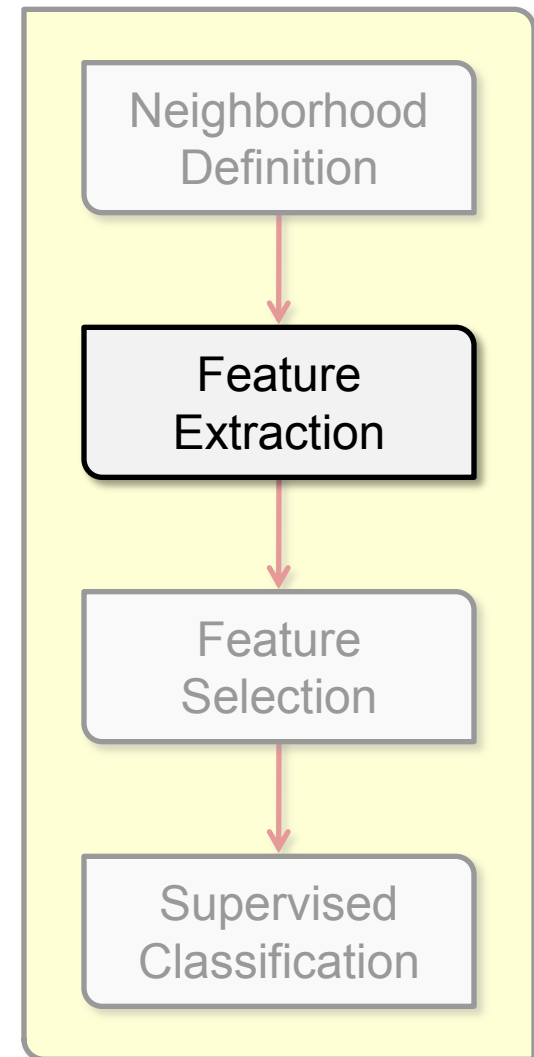 Neighborhood
Definition
Feature
Extraction
Feature
Selection
Supervised
Classification